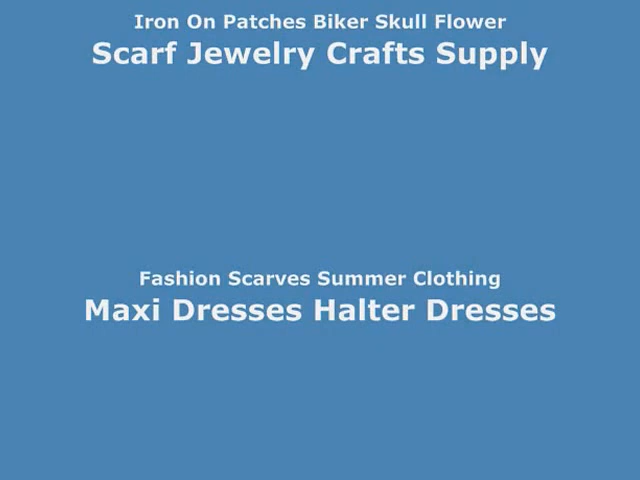 Iron On Patches Biker Skull Flower
Scarf Jewelry Crafts Supply
Fashion Scarves Summer Clothing
Maxi Dresses Halter Dresses